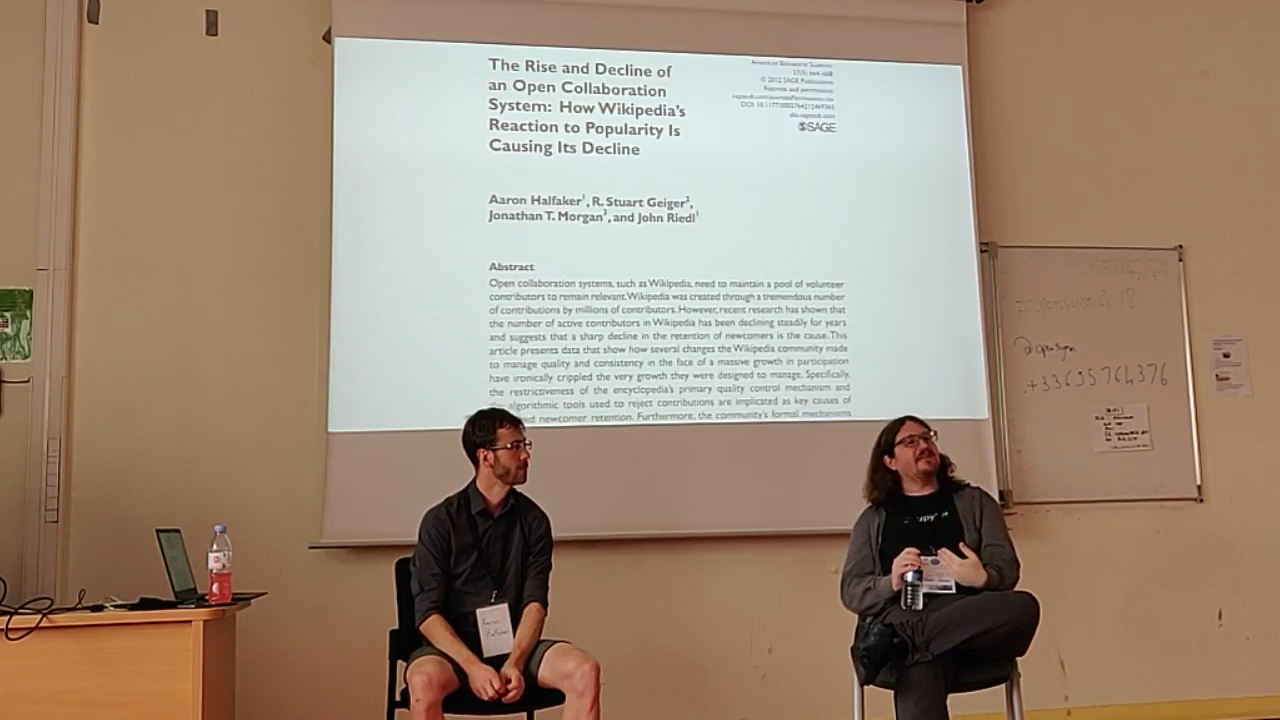 The Rise and Decline of
an Open Collaboration
System: How Wikipedia's
Reaction to Popularity Is
Causing Its Decline
American Behavioral Scientist
© 2012 SAGE Publications
Reprints and permission:
SAGE
Aaron Halfaker¹, R. Stuart Geiger²,
Jonathan T. Morgan³, and John Riedl¹
Abstract
Open collaboration systems, such as Wikipedia, need to maintain a pool of volunteer
contributors to remain relevant. Wikipedia was created through a tremendous number
of contributions by millions of contributors. However, recent research has shown that
the number of active contributors in Wikipedia has been declining steadily for years
and suggests that a sharp decline in the retention of newcomers is the cause. This
article presents data that show how several changes the Wikipedia community made
to manage quality and consistency in the face of a massive growth in participation
have ironically crippled the very growth they were designed to manage. Specifically,
the restrictiveness of the encyclopedia's primary quality control mechanism and
algorithmic tools used to reject contributions are implicated as key causes of
newcomer retention. Furthermore, the community's formal mechanisms
2018
@opensym
+33695764376
Aaron
Halfaker